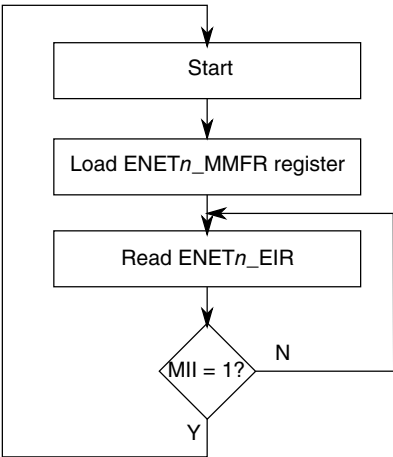 Start
Load ENETn_MMFR register
Read ENETn_EIR
MII = 1?
N
Y